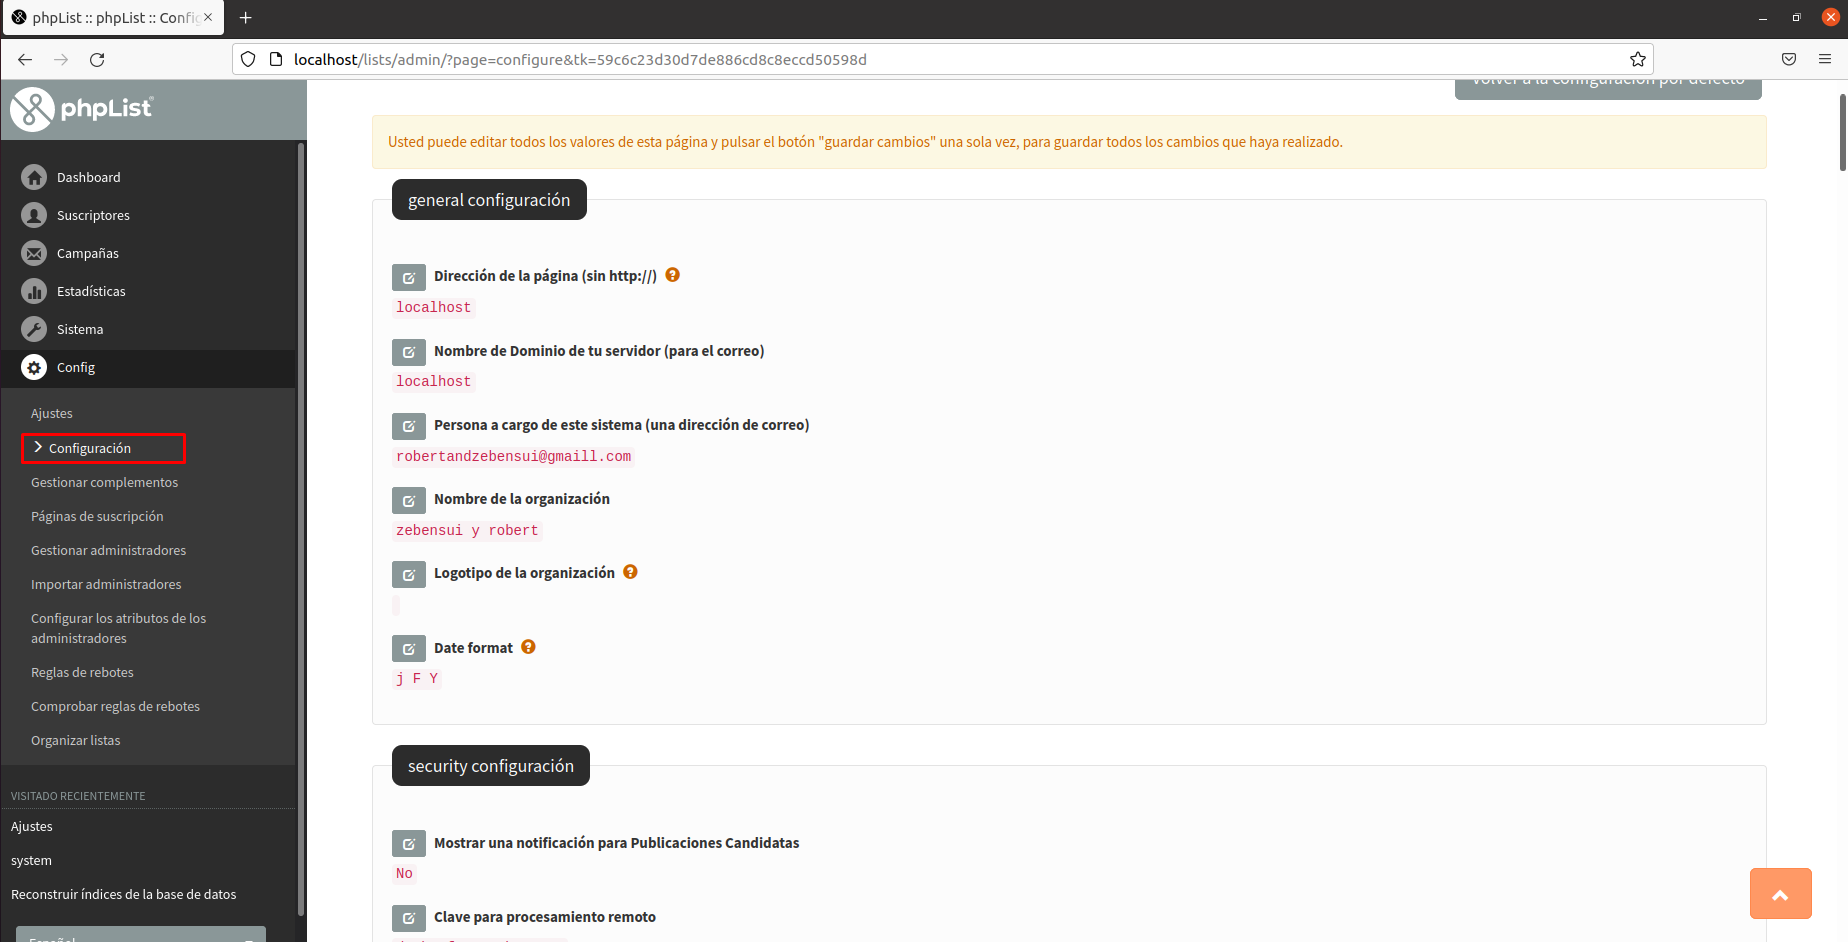 phpList :: phpList :: Config
localhost/lists/admin/?page=configure&tk=59c6c23d30d7de886cd8c8eccd50598d
phpList
Dashboard
Suscriptores
Campañas
Estadísticas
Sistema
Config
Ajustes
Configuración
Gestionar complementos
Páginas de suscripción
Gestionar administradores
Importar administradores
Configurar los atributos de los
administradores
Reglas de rebotes
Comprobar reglas de rebotes
Organizar listas
VISITADO RECIENTEMENTE
Ajustes
system
Reconstruir índices de la base de datos
Español
Volver a la configuración por defecto
Usted puede editar todos los valores de esta página y pulsar el botón "guardar cambios" una sola vez, para guardar todos los cambios que haya realizado.
general configuración
Dirección de la página (sin http://)
localhost
Nombre de Dominio de tu servidor (para el correo)
localhost
Persona a cargo de este sistema (una dirección de correo)
robertandzebensui@gmaill.com
Nombre de la organización
zebensui y robert
Logotipo de la organización
Date format
j F Y
security configuración
Mostrar una notificación para Publicaciones Candidatas
No
Clave para procesamiento remoto